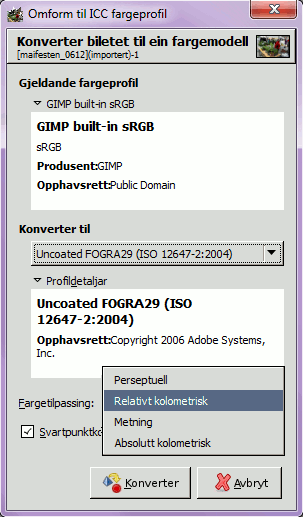 Omform til ICC fargeprofil
Konverter biletet til ein fargemodell
[maifesten_0612](importert)-1
Gjeldande fargeprofil
GIMP built-in sRGB
GIMP built-in sRGB
sRGB
Produsent:GIMP
Opphavsrett:Public Domain
Konverter til
Uncoated FOGRA29 (ISO 12647-2:2004)
Profildetaljar
Uncoated FOGRA29 (ISO
12647-2:2004)
Opphavsrett:Copyright 2006 Adobe Systems,
Inc.
Fargetilpassing:
Perseptuell
Relativt kolometrisk
Metning
Absolutt kolometrisk
Konverter
Avbryt